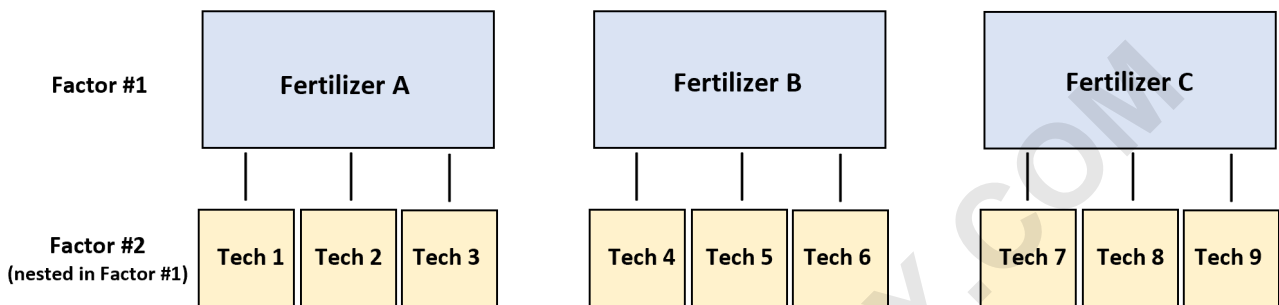 Factor #1
Fertilizer A
Fertilizer B
Fertilizer C
Factor #2
(nested in Factor #1)
Tech 1
Tech 2
Tech 3
Tech 4
Tech 5
Tech 6
Tech 7
Tech 8
Tech 9
Y.COM